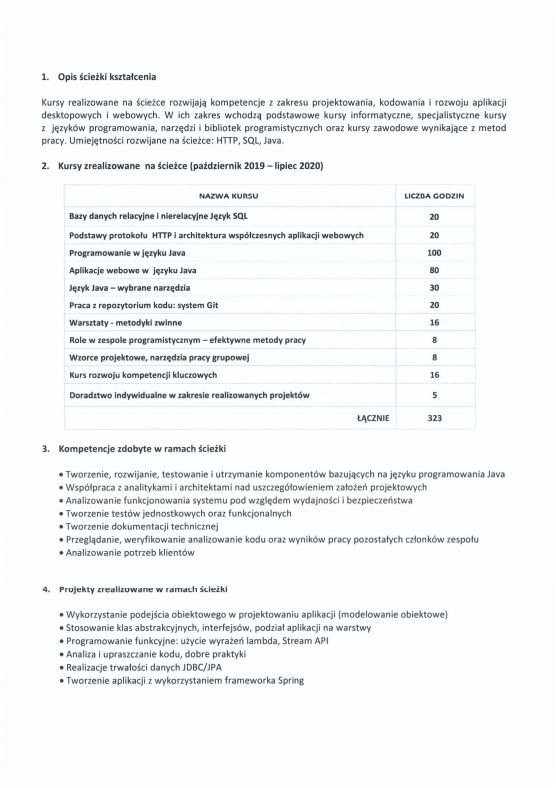 1. Opis ścieżki kształcenia
Kursy realizowane na ścieżce rozwijają kompetencje z zakresu projektowania, kodowania i rozwoju aplikacji
desktopowych i webowych. W ich zakres wchodzą podstawowe kursy informatyczne, specjalistyczne kursy
z języków programowania, narzędzi i bibliotek programistycznych oraz kursy zawodowe wynikające z metod
pracy. Umiejętności rozwijane na ścieżce: HTTP, SQL, Java.
2. Kursy zrealizowane na ścieżce (październik 2019 – lipiec 2020)
NAZWA KURSU LICZBA GODZIN
Bazy danych relacyjne i nierelacyjne Język SQL 20
Podstawy protokołu HTTP i architektura współczesnych aplikacji webowych 20
Programowanie w języku Java 100
Aplikacje webowe w języku Java 80
Język Java – wybrane narzędzia 30
Praca z repozytorium kodu: system Git 20
Warsztaty - metodyki zwinne 16
Role w zespole programistycznym – efektywne metody pracy 8
Wzorce projektowe, narzędzia pracy grupowej 8
Kurs rozwoju kompetencji kluczowych 16
Doradztwo indywidualne w zakresie realizowanych projektów 5
ŁĄCZNIE 323
3. Kompetencje zdobyte w ramach ścieżki
• Tworzenie, rozwijanie, testowanie i utrzymanie komponentów bazujących na języku programowania Java
• Współpraca z analitykami i architektami nad uszczegółowieniem założeń projektowych
• Analizowanie funkcjonowania systemu pod względem wydajności i bezpieczeństwa
• Tworzenie testów jednostkowych oraz funkcjonalnych
• Tworzenie dokumentacji technicznej
• Przeglądanie, weryfikowanie analizowanie kodu oraz wyników pracy pozostałych członków zespołu
• Analizowanie potrzeb klientów
4. Projekty zrealizowane w ramach ścieżki
• Wykorzystanie podejścia obiektowego w projektowaniu aplikacji (modelowanie obiektowe)
• Stosowanie klas abstrakcyjnych, interfejsów, podział aplikacji na warstwy
• Programowanie funkcyjne: użycie wyrażeń lambda, Stream API
• Analiza i upraszczanie kodu, dobre praktyki
• Realizacje trwałości danych JDBC/JPA
• Tworzenie aplikacji z wykorzystaniem frameworka Spring